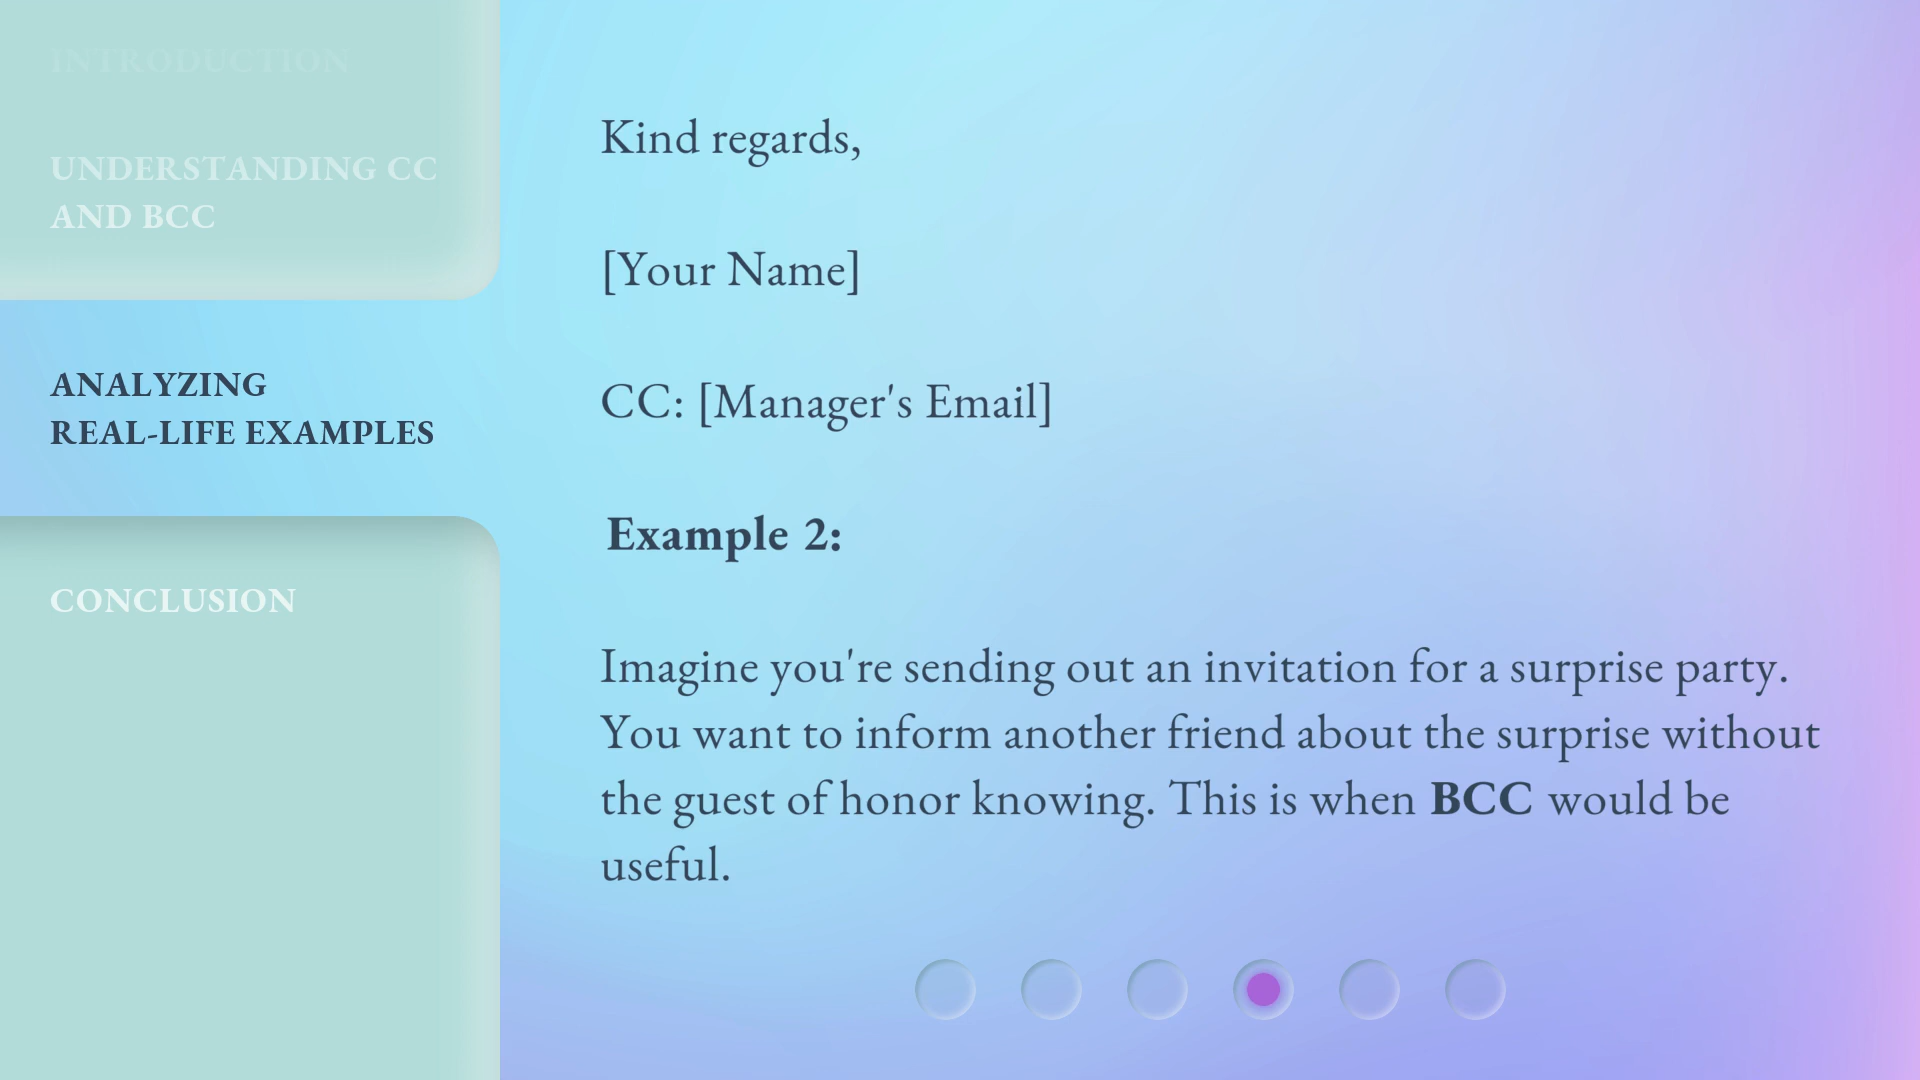 INTRODUCTION
UNDERSTANDING CC
AND BCC
ANALYZING
REAL-LIFE EXAMPLES
CONCLUSION
Kind regards,
[Your Name]
CC: [Manager's Email]
Example 2:
Imagine you're sending out an invitation for a surprise party.
You want to inform another friend about the surprise without
the guest of honor knowing. This is when BCC would be
useful.